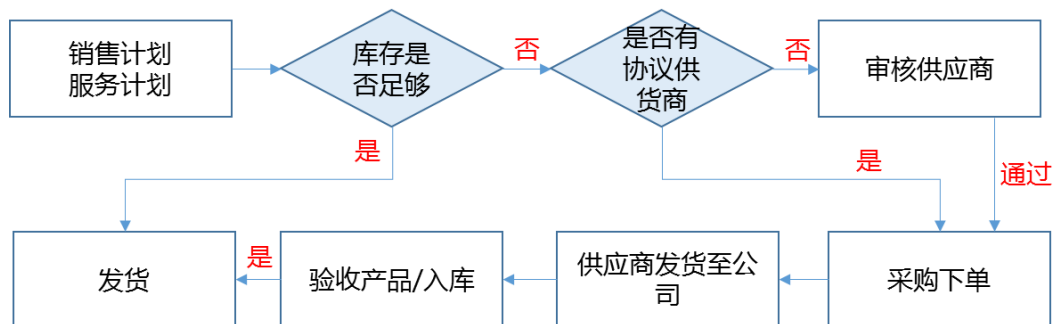 销售计划
服务计划
库存是
否足够
否
是否有
协议供
货商
否
审核供应商
是
是
通过
发货
是
验收产品/入库
供应商发货至公
司
采购下单